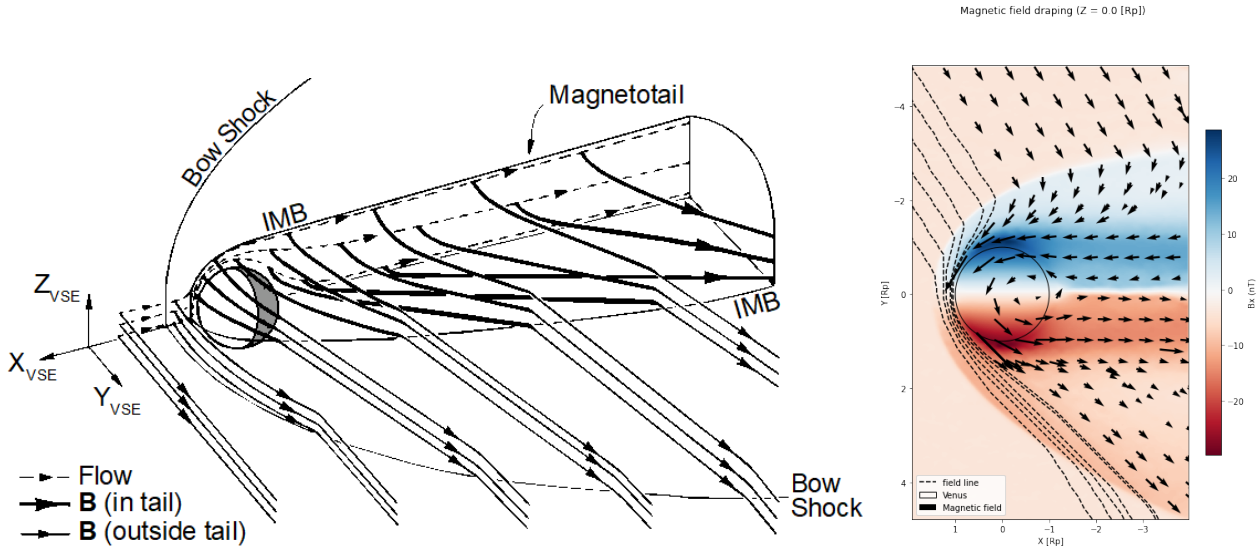 Bow Shock
Magnetotail
IMB
Z VSE
X VSE
Y VSE
IMB
Flow
B (in tail)
B (outside tail)
Bow
Shock
Magnetic field draping (Z = 0.0 [Rp])
−4
−2
0
2
4
Y [Rp]
1
0
−1
−2
−3
X [Rp]
field line
Venus
Magnetic field
20
10
0
−10
−20
Bx (nT)